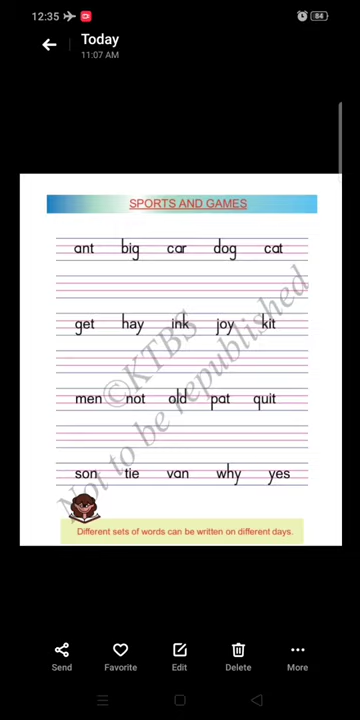 12:35
84
Today
11:07 AM
SPORTS AND GAMES
ant big car dog cat
get hay ink joy kit
men not old pat quit
son tie van why yes
©KTBS
Not to be republished
Different sets of words can be written on different days.
Send Favorite Edit Delete More